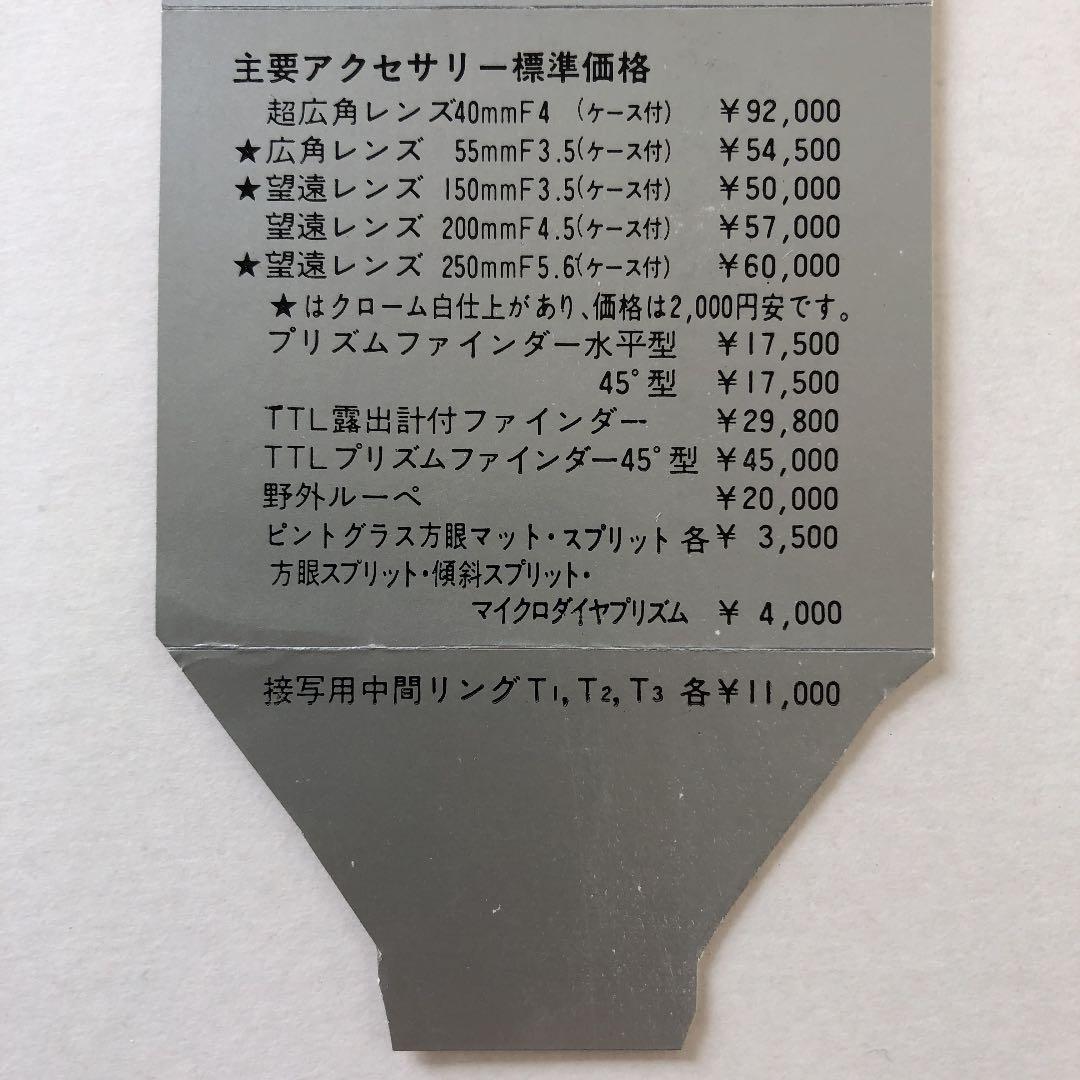 主要アクセサリー標準価格
超広角レンズ40mmF4 (ケース付) ¥92,000
★広角レンズ 55mmF3.5(ケース付) ¥54,500
★望遠レンズ 150mmF3.5(ケース付) ¥50,000
望遠レンズ 200mmF4.5(ケース付) ¥57,000
★望遠レンズ 250mmF5.6(ケース付) ¥60,000
★はクローム白仕上があり、価格は2,000円安です。
プリズムファインダー水平型 ¥17,500
45°型 ¥17,500
TTL露出計付ファインダー ¥29,800
TTLプリズムファインダー45°型 ¥45,000
野外ルーペ ¥20,000
ピントグラス方眼マット・スプリット 各¥ 3,500
方眼スプリット・傾斜スプリット・
マイクロダイヤプリズム ¥ 4,000
接写用中間リングT1, T2, T3 各¥11,000